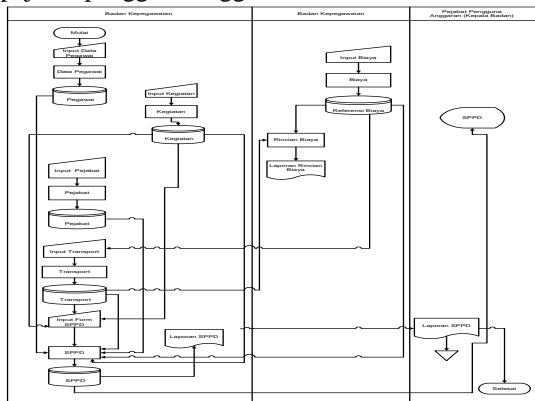 Badan Kepegawaian
Badan Kepegawaian
Pejabat Pengguna
Anggaran (Kepala Badan)
Mulai
Input Data
Pegawai
Data Pegawai
Pegawai
Input Kegiatan
Kegiatan
Kegiatan
Input Pejabat
Pejabat
Pejabat
Input Transport
Transport
Transport
Input Form
SPPD
SPPD
SPPD
Laporan SPPD
Input Biaya
Biaya
Referensi Biaya
Rincian Biaya
Laporan Rincian
Biaya
SPPD
Laporan SPPD
Selesai